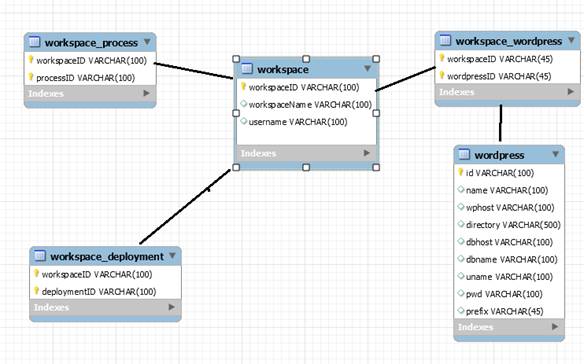 workspace_process
workspaceID VARCHAR(100)
processID VARCHAR(100)
Indexes
workspace
workspaceID VARCHAR(100)
workspaceName VARCHAR(100)
username VARCHAR(100)
Indexes
workspace_wordpress
workspaceID VARCHAR(45)
wordpressID VARCHAR(45)
Indexes
wordpress
id VARCHAR(100)
name VARCHAR(100)
wphost VARCHAR(100)
directory VARCHAR(500)
dbhost VARCHAR(100)
dbname VARCHAR(100)
uname VARCHAR(100)
pwd VARCHAR(100)
prefix VARCHAR(45)
Indexes
workspace_deployment
workspaceID VARCHAR(100)
deploymentID VARCHAR(100)
Indexes